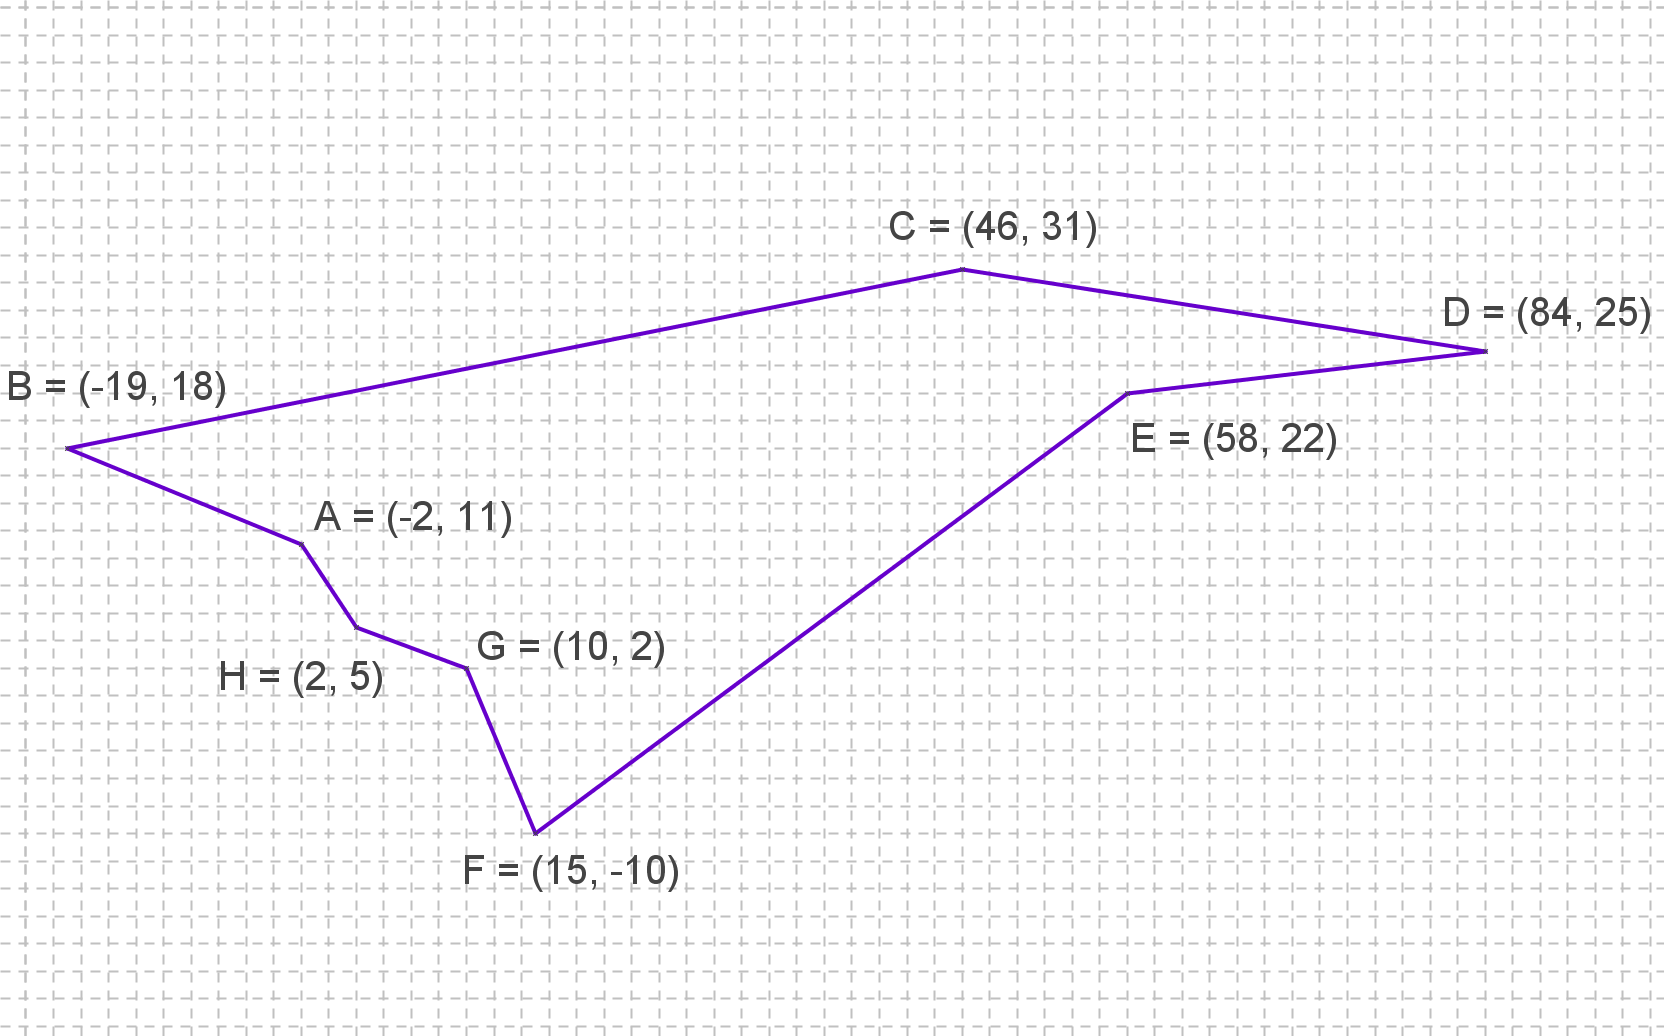 C = (46, 31)
D = (84, 25)
B = (-19, 18)
E = (58, 22)
A = (-2, 11)
G = (10, 2)
H = (2, 5)
F = (15, -10)